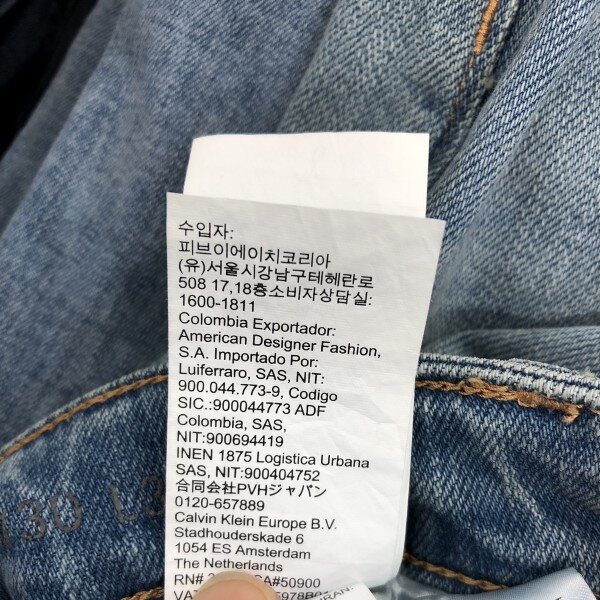 수입자:
피브이에이치코리아
(유)서울시강남구테헤란로
508 17,18층소비자상담실:
1600-1811
Colombia Exportador:
American Designer Fashion,
S.A. Importado Por:
Luiferraro, SAS, NIT:
900.044.773-9, Codigo
SIC.:900044773 ADF
Colombia, SAS,
NIT:900694419
INEN 1875 Logistica Urbana
SAS, NIT:900404752
合同会社PVHジャパン
0120-657889
Calvin Klein Europe B.V.
Stadhouderskade 6
1054 ES Amsterdam
The Netherlands
RN#